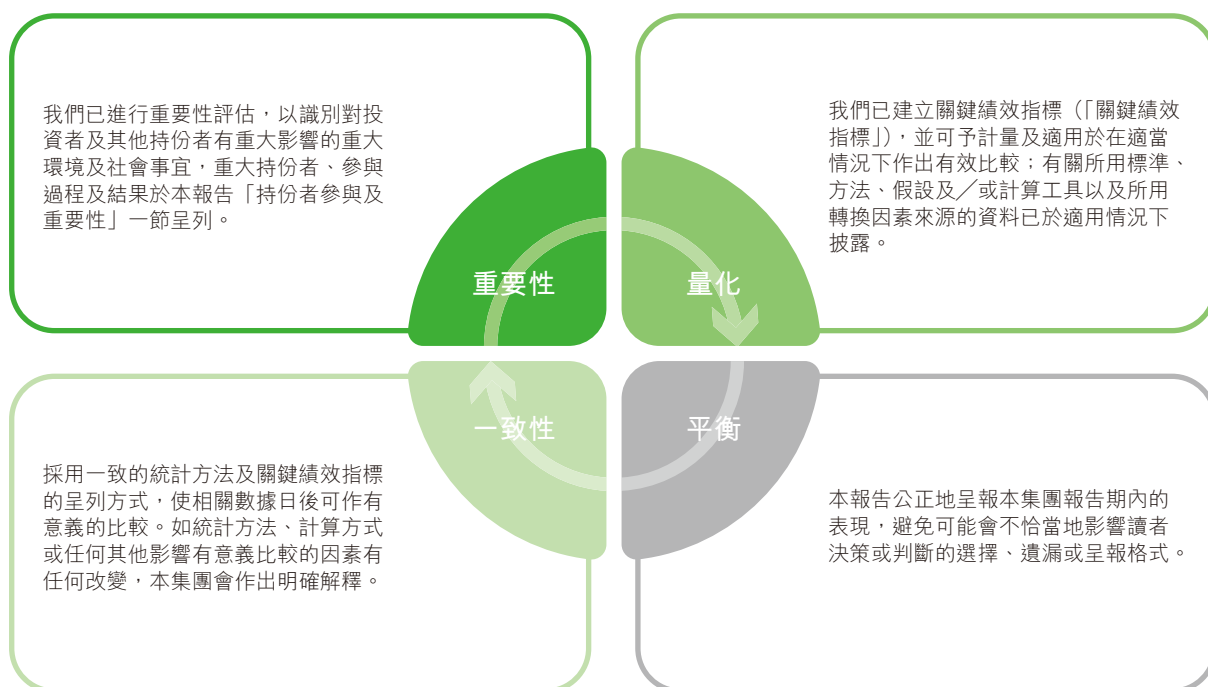 我們已進行重要性評估，以識別對投
資者及其他持份者有重大影響的重大
環境及社會事宜，重大持份者、參與
過程及結果於本報告「持份者參與及
重要性」一節呈列。
重要性
我們已建立關鍵績效指標（「關鍵績效
指標」），並可予計量及適用於在適當
情況下作出有效比較；有關所用標準、
方法、假設及╱或計算工具以及所用
轉換因素來源的資料已於適用情況下
披露。
量化
一致性
採用一致的統計方法及關鍵績效指標
的呈列方式，使相關數據日後可作有
意義的比較。如統計方法、計算方式
或任何其他影響有意義比較的因素有
任何改變，本集團會作出明確解釋。
平衡
本報告公正地呈報本集團報告期內的
表現，避免可能會不恰當地影響讀者
決策或判斷的選擇、遺漏或呈報格式。